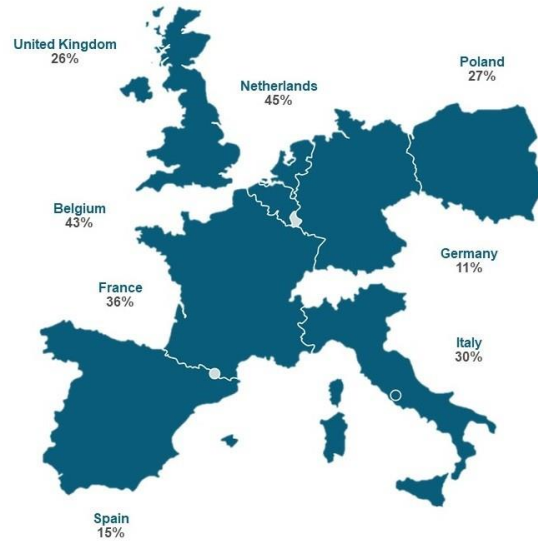 United Kingdom
26%
Netherlands
45%
Poland
27%
Belgium
43%
Germany
11%
France
36%
Italy
30%
Spain
15%